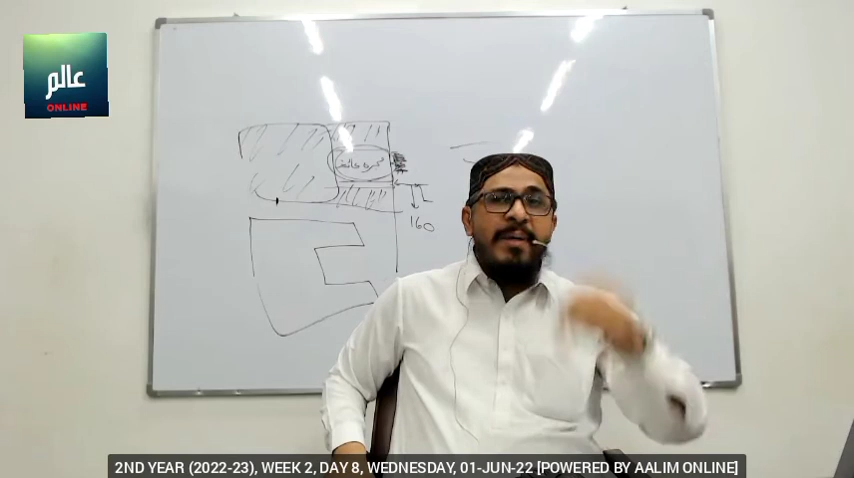 عالم
ONLINE
160
2ND YEAR (2022-23), WEEK 2, DAY 8, WEDNESDAY, 01-JUN-22 [POWERED BY AALIM ONLINE]